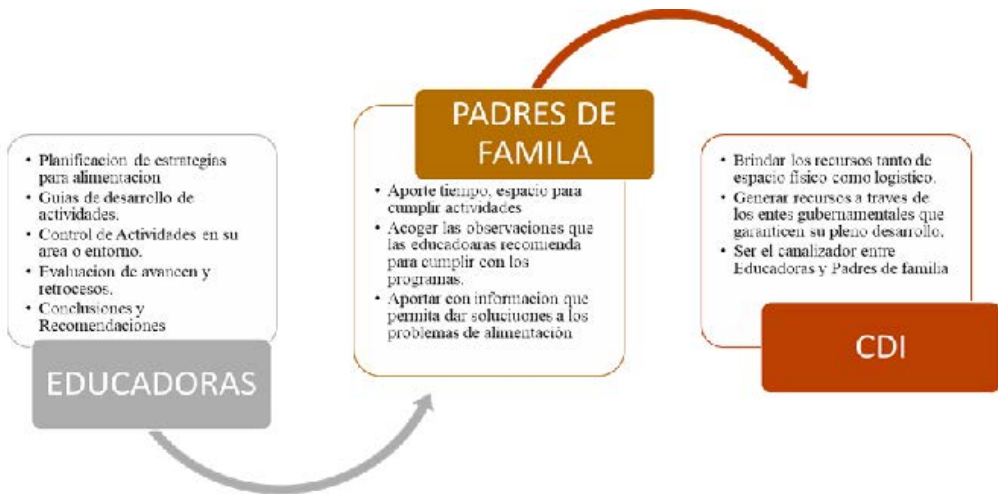 • Planificacion de estrategias
para alimentacion
• Guias de desarrollo de
actividades.
• Control de Actividades en su
area o entorno.
• Evaluacion de avancen y
retrocesos.
• Conclusiones y
Recomendaciones
EDUCADORAS
PADRES DE
FAMILA
• Aporte tiempo, espacio para
cumplir actividades
• Acoger las observaciones que
las educadoaras recomienda
para cumplir con los
programas.
• Aportar con informacion que
permita dar soluciuones a los
problemas de alimentación
• Brindar los recursos tanto de
espacio físico como logistico.
• Generar recursos a traves de
los entes gubernamentales que
garanticen su pleno desarrollo.
• Ser el canalizador entre
Educadoras y Padres de familia
CDI